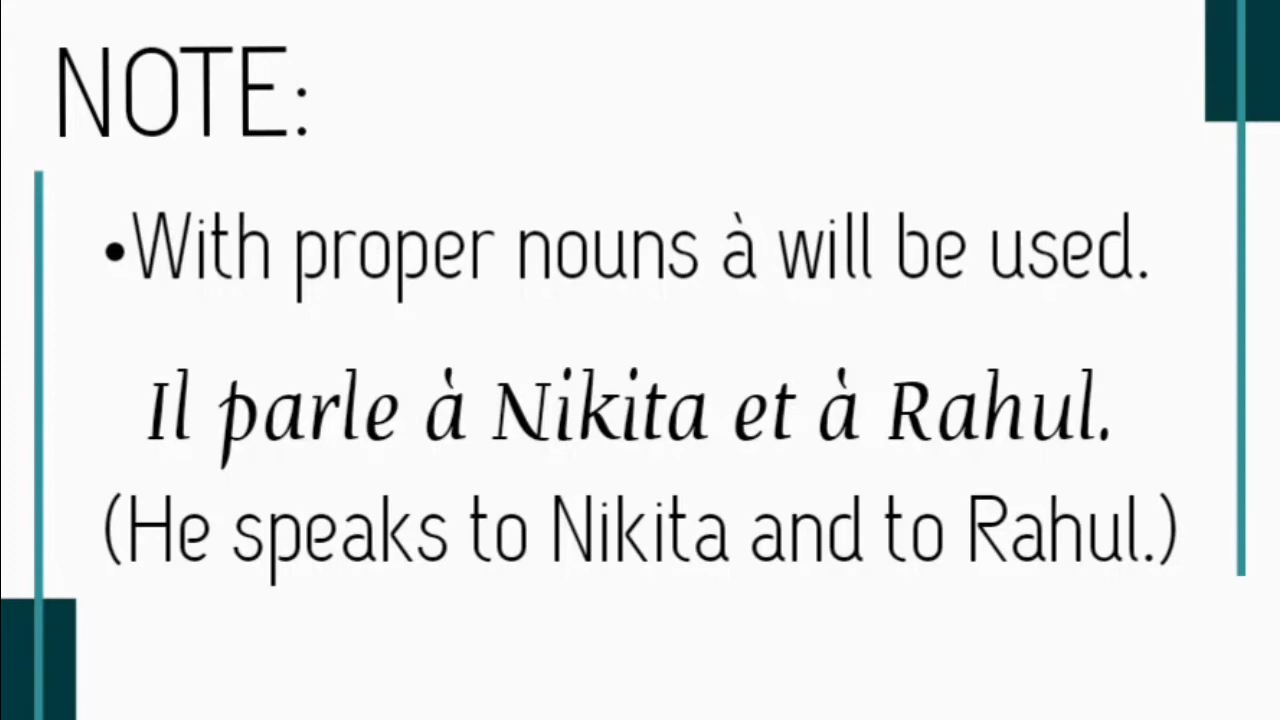 NOTE:
•With proper nouns à will be used.
Il parle à Nikita et à Rahul.
(He speaks to Nikita and to Rahul.)